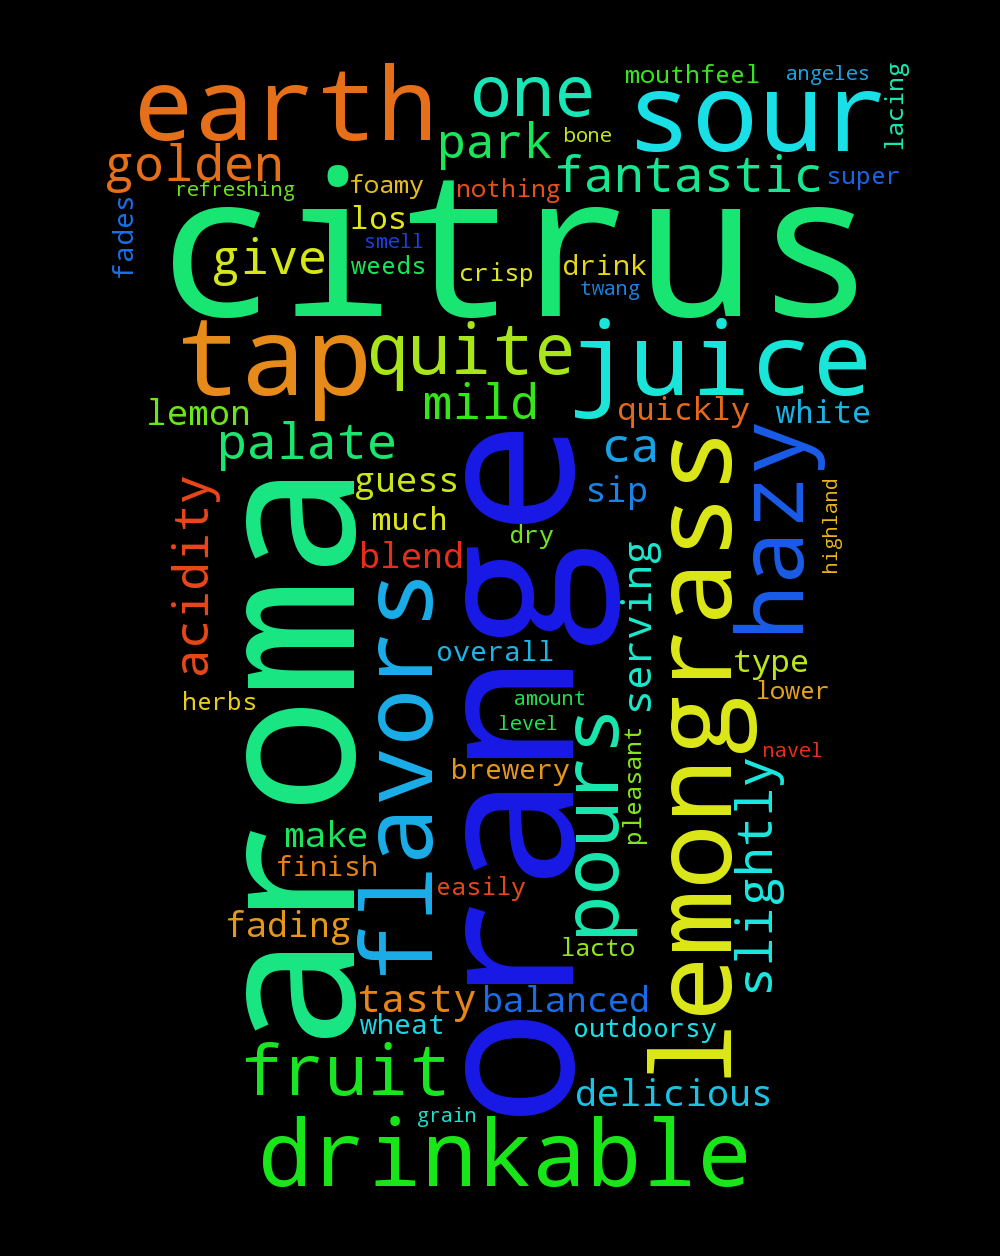 earth
one
mouthfeel
angeles
sour
lacing
golden
park
bone
fantastic
super
refreshing
foamy
nothing
fades
citrus
los
give
smell
weeds
crisp
drink
twang
tap
quite
juice
lemon
mild
quickly
white
palate
ca
guess
sip
hazy
highland
acidity
aroma
much
dry
blend
orange
lemongrass
flavors
serving
overall
type
herbs
amount
lower
level
pours
pleasant
navel
brewery
slightly
make
finish
easily
fading
lacto
tasty
balanced
wheat
outdoorsy
fruit
delicious
grain
drinkable